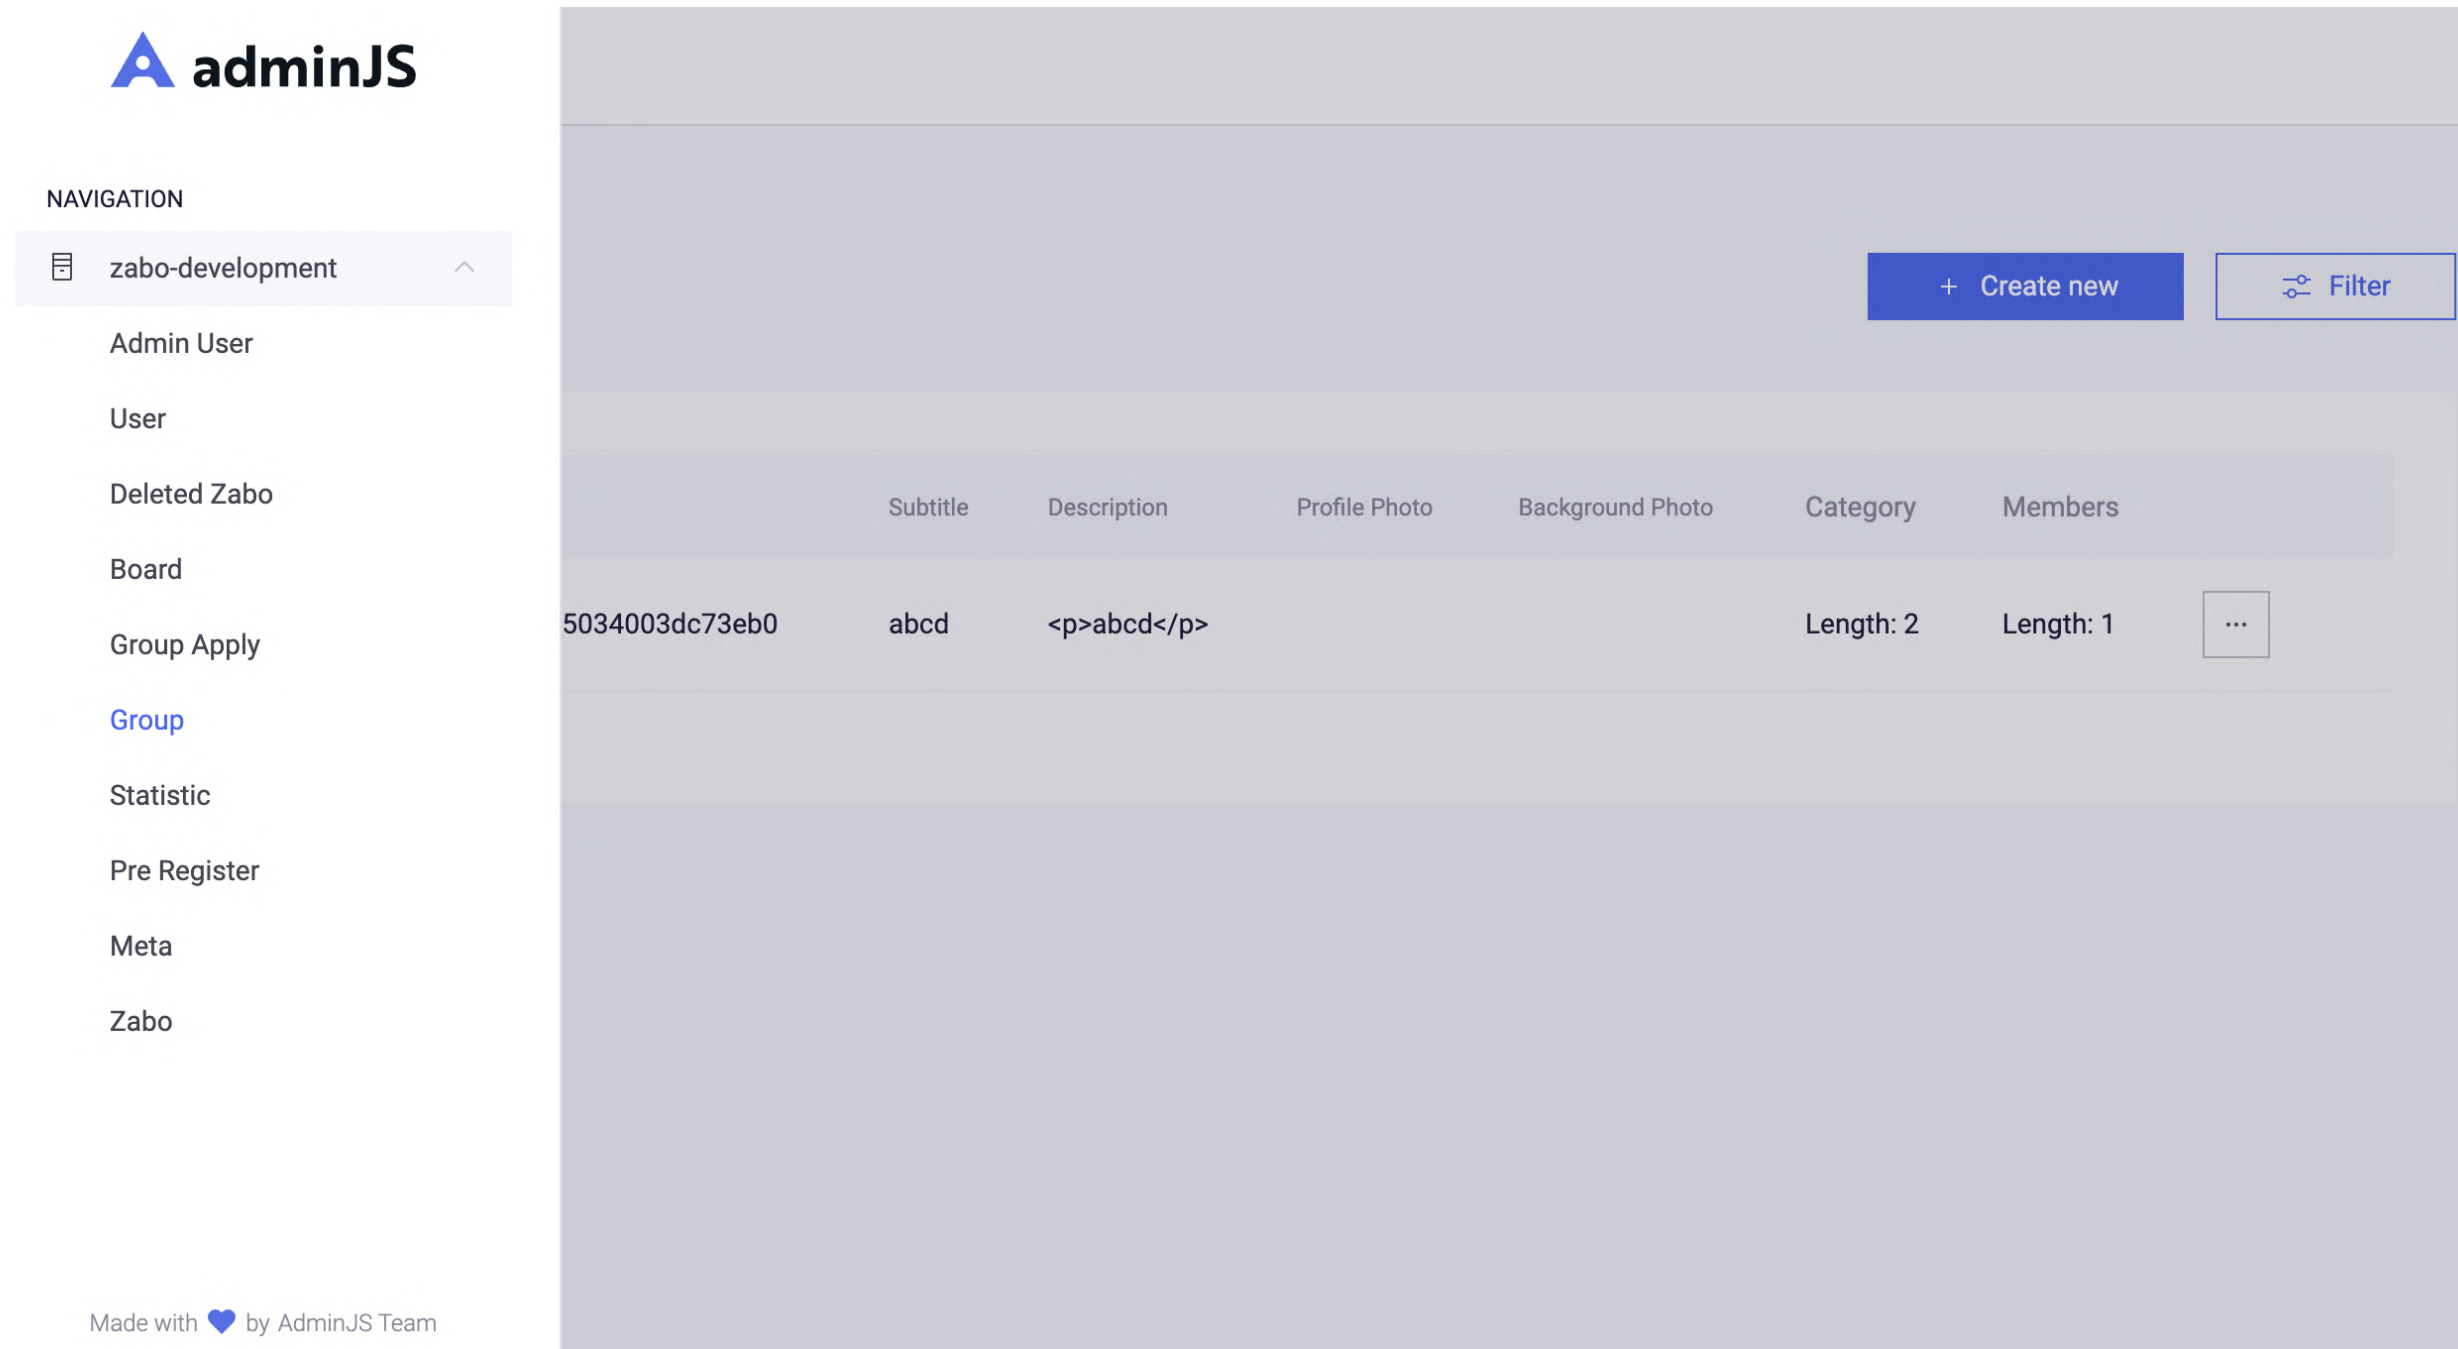 adminJS
NAVIGATION
zabo-development
Admin User
User
Deleted Zabo
Board
Group Apply
Group
Statistic
Pre Register
Meta
Zabo
Made with by AdminJS Team
+ Create new
Filter
Subtitle Description Profile Photo Background Photo Category Members
5034003dc73eb0 abcd <p>abcd</p> Length: 2 Length: 1 ...